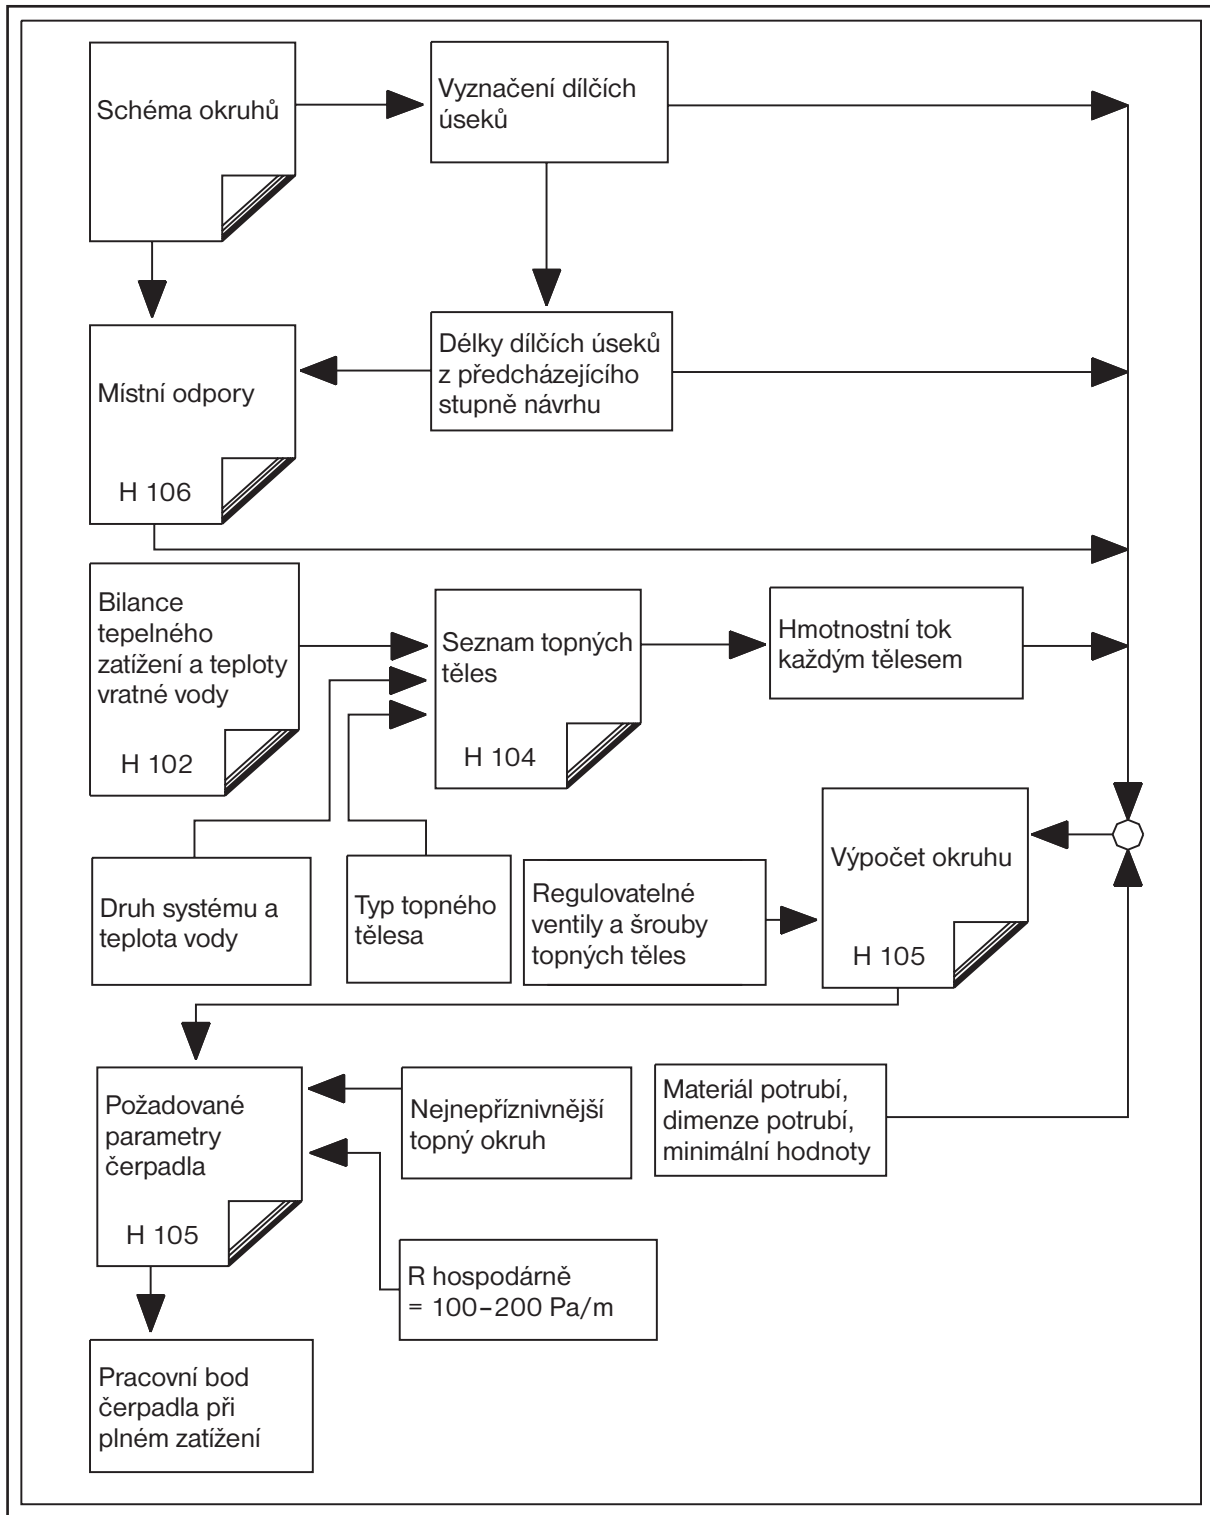 Schéma okruhů
Vyznačení dílčích
úseků
Místní odpory
H 106
Délky dílčích úseků
z předcházejícího
stupně návrhu
Bilance
tepelného
zatížení a teploty
vratné vody
H 102
Seznam topných
těles
H 104
Hmotnostní tok
každým tělesem
Druh systému a
teplota vody
Typ topného
tělesa
Regulovatelné
ventily a šrouby
topných těles
Výpočet okruhu
H 105
Požadované
parametry
čerpadla
H 105
Nejnepříznivnější
topný okruh
Materiál potrubí,
dimenze potrubí,
minimální hodnoty
R hospodárně
= 100–200 Pa/m
Pracovní bod
čerpadla při
plném zatížení